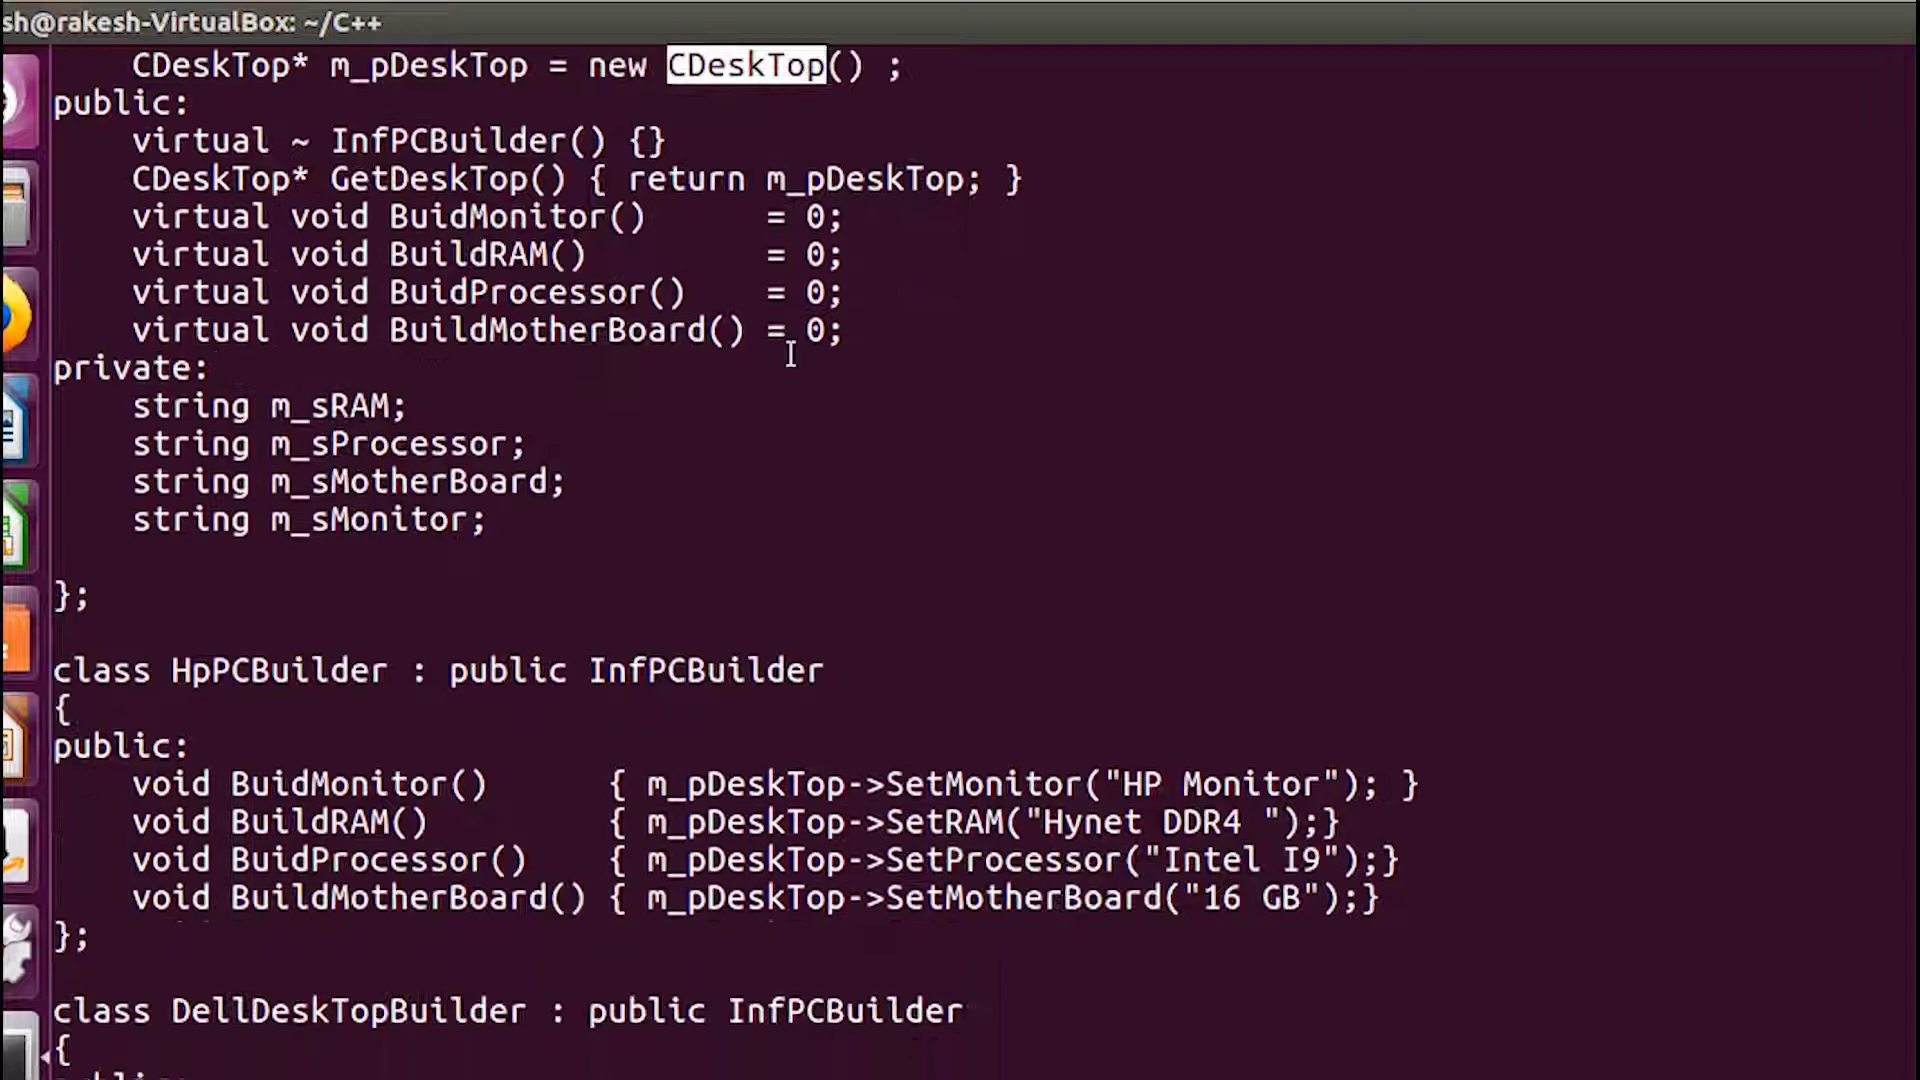 sh@rakesh-VirtualBox: ~/C++
CDeskTop* m_pDeskTop = new CDeskTop() ;
public:
virtual ~ InfPCBuilder() {}
CDeskTop* GetDeskTop() { return m_pDeskTop; }
virtual void BuidMonitor() = 0;
virtual void BuildRAM() = 0;
virtual void BuidProcessor() = 0;
virtual void BuildMotherBoard() = 0;
private:
string m_sRAM;
string m_sProcessor;
string m_sMotherBoard;
string m_sMonitor;
};
class HpPCBuilder : public InfPCBuilder
{
public:
void BuidMonitor() { m_pDeskTop->SetMonitor("HP Monitor"); }
void BuildRAM() { m_pDeskTop->SetRAM("Hynet DDR4 ");}
void BuidProcessor() { m_pDeskTop->SetProcessor("Intel I9");}
void BuildMotherBoard() { m_pDeskTop->SetMotherBoard("16 GB");}
};
class DellDeskTopBuilder : public InfPCBuilder
{